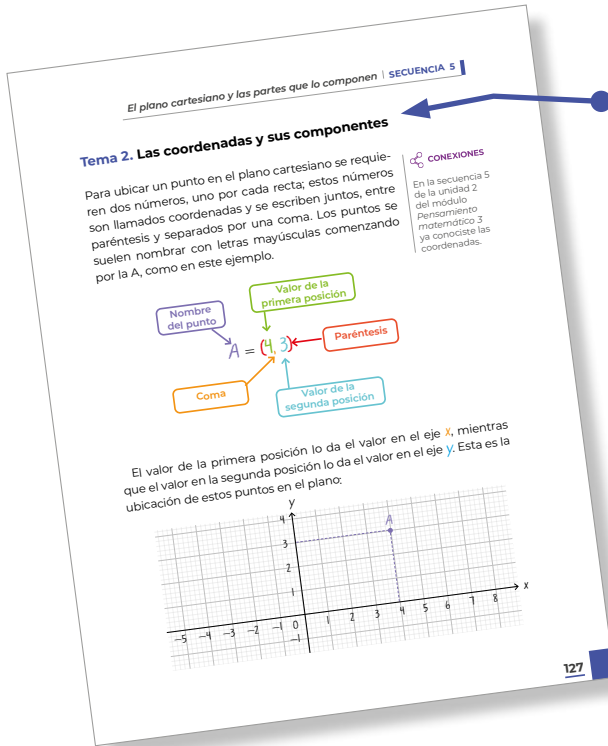 El plano cartesiano y las partes que lo componen | SECUENCIA 5
Tema 2. Las coordenadas y sus componentes
Para ubicar un punto en el plano cartesiano se requie-
ren dos números, uno por cada recta; estos números
son llamados coordenadas y se escriben juntos, entre
paréntesis y separados por una coma. Los puntos se
suelen nombrar con letras mayúsculas comenzando
por la A, como en este ejemplo.
CONEXIONES
En la secuencia 5
de la unidad 2
del módulo
Pensamiento
matemático 3
ya conociste las
coordenadas.
Nombre
del punto
Valor de la
primera posición
A = (4, 3)
Paréntesis
Coma
Valor de la
segunda posición
El valor de la primera posición lo da el valor en el eje x, mientras
que el valor en la segunda posición lo da el valor en el eje y. Esta es la
ubicación de estos puntos en el plano:
y
4
A
3
2
1
x
-5 -4 -3 -2 -1 0 1 2 3 4 5 6 7 8
-1
127